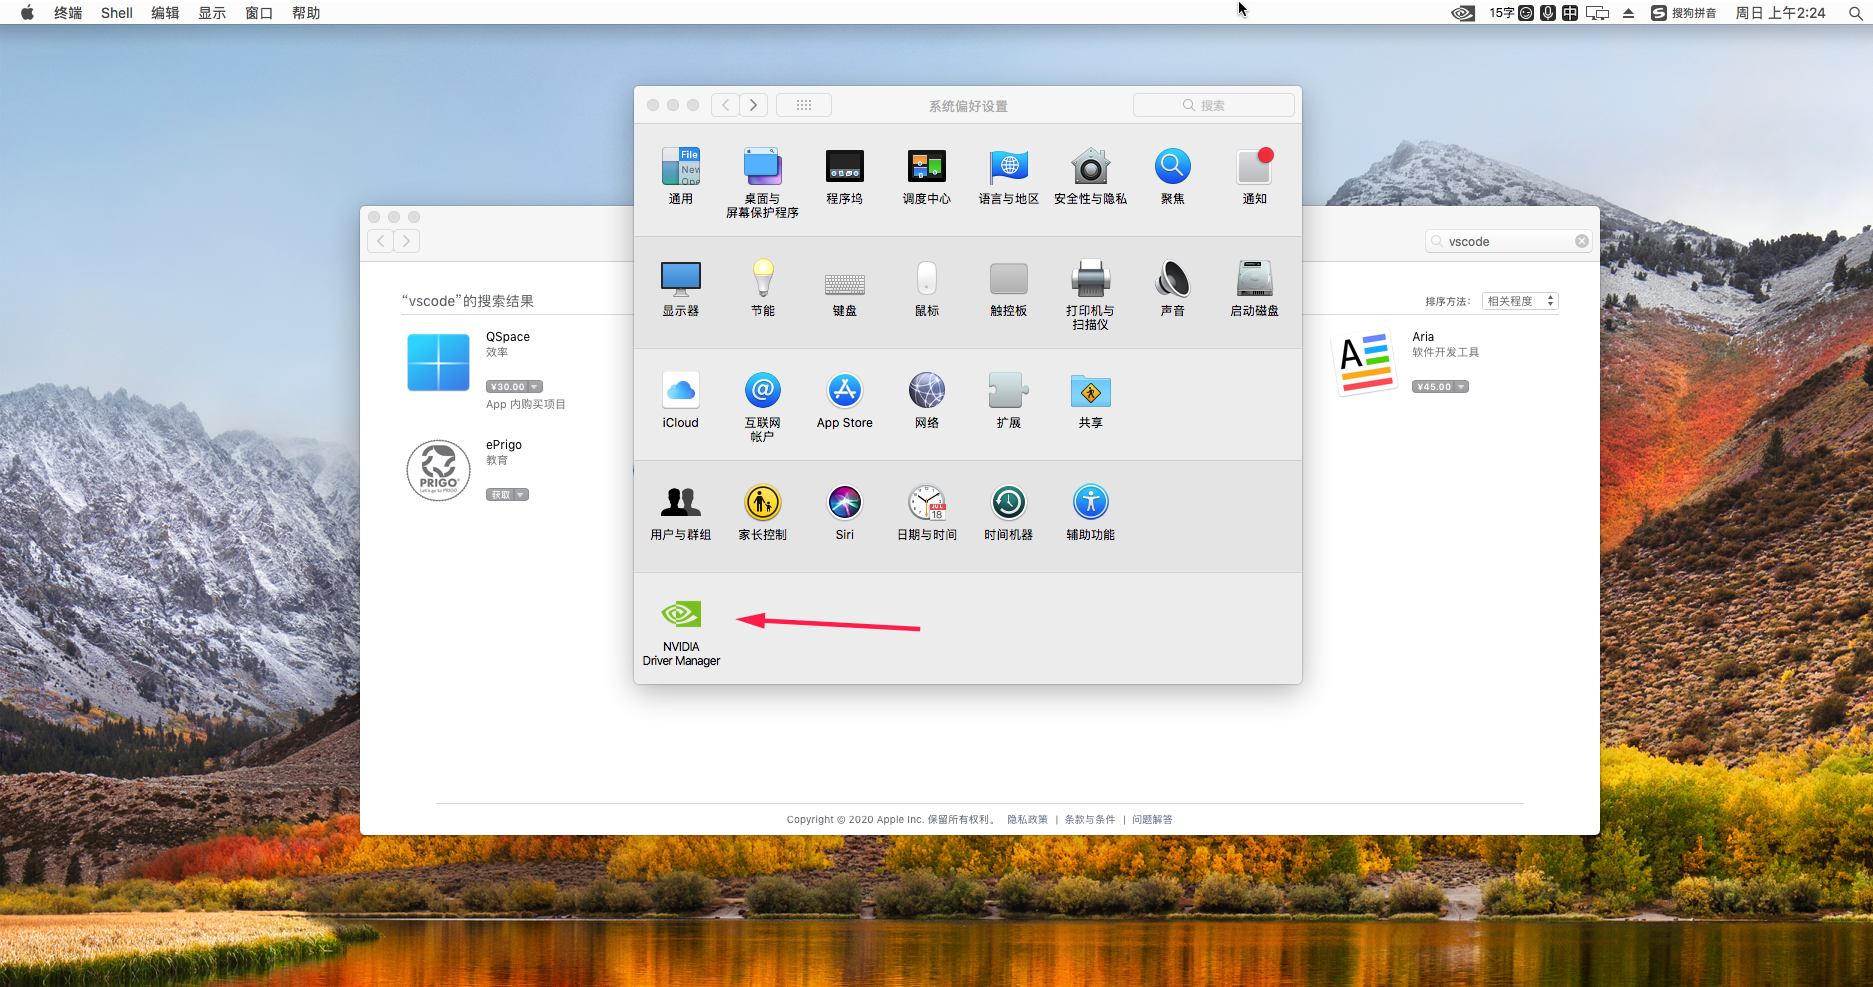 终端 Shell 编辑 显示 窗口 帮助
15字 中 S 搜狗拼音 周日 上午2:24
系统偏好设置
搜索
File
New
Ope
通用
桌面与
屏幕保护程序
程序坞
调度中心
语言与地区
安全性与隐私
聚焦
通知
显示器
节能
键盘
鼠标
触控板
打印机与
扫描仪
声音
启动磁盘
iCloud
互联网
帐户
App Store
网络
扩展
共享
用户与群组
家长控制
Siri
JUL
18
日期与时间
时间机器
辅助功能
NVIDIA
Driver Manager
vscode
“vscode”的搜索结果
排序方法: 相关程度
QSpace
效率
¥30.00
App 内购买项目
A
Aria
软件开发工具
¥45.00
PRIGO
ePrigo
教育
获取
Copyright © 2020 Apple Inc. 保留所有权利。 隐私政策 | 条款与条件 | 问题解答